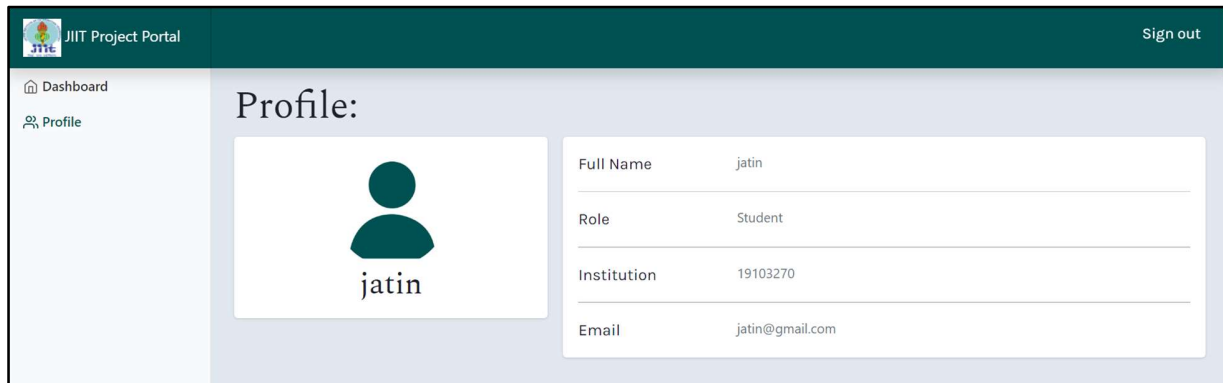 JIIT Project Portal
Sign out
Dashboard
Profile
Profile:
jatin
Full Name jatin
Role Student
Institution 19103270
Email jatin@gmail.com